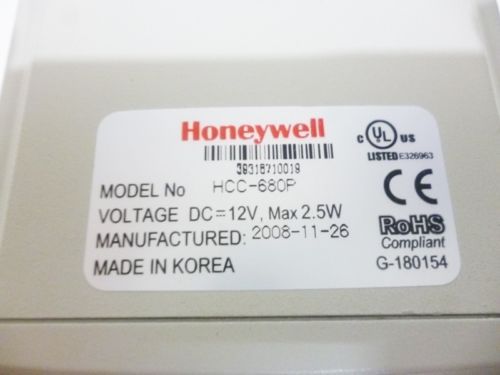 Honeywell
39315710019
c UL us
LISTED E326963
MODEL No HCC-680P
CE
VOLTAGE DC=12V, Max 2.5W
RoHS
Compliant
MANUFACTURED: 2008-11-26
MADE IN KOREA
G-180154